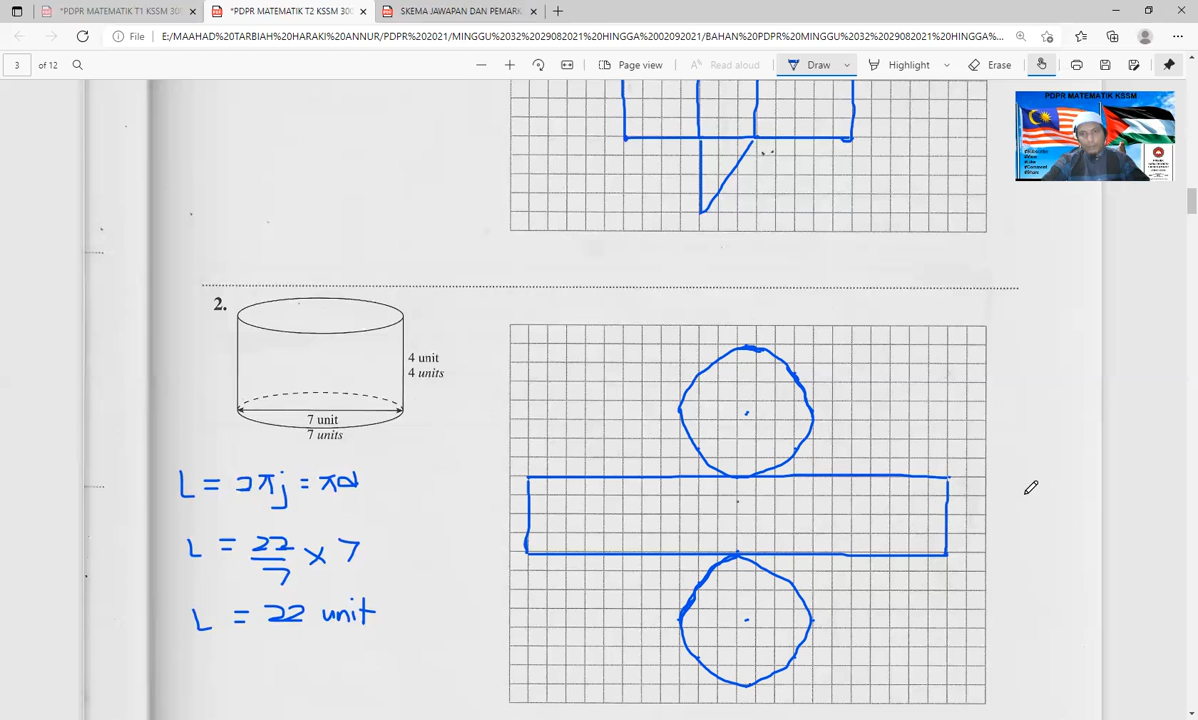 *PDPR MATEMATIK T1 KSSM 300
*PDPR MATEMATIK T2 KSSM 300
SKEMA JAWAPAN DAN PEMARK
File
E:/MAAHAD%20TARBIAH%20HARAKI%20ANNUR/PDPR%202021/MINGGU%2032%2029082021%20HINGGA%2002092021/BAHAN%20PDPR%20MINGGU%2032%2029082021%20HINGGA%...
3 of 12
Page view
Read aloud
Draw
Highlight
Erase
PDPR MATEMATIK KSSM
2.
4 unit
4 units
7 unit
7 units
L = 2πj = πd
L = 22/7 × 7
L = 22 unit